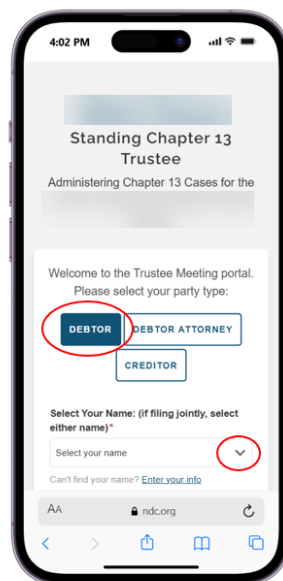 4:02 PM
Standing Chapter 13
Trustee
Administering Chapter 13 Cases for the
Welcome to the Trustee Meeting portal.
Please select your party type:
DEBTOR
DEBTOR ATTORNEY
CREDITOR
Select Your Name: (if filing jointly, select
either name)*
Select your name
Can't find your name? Enter your info
AA
ndc.org